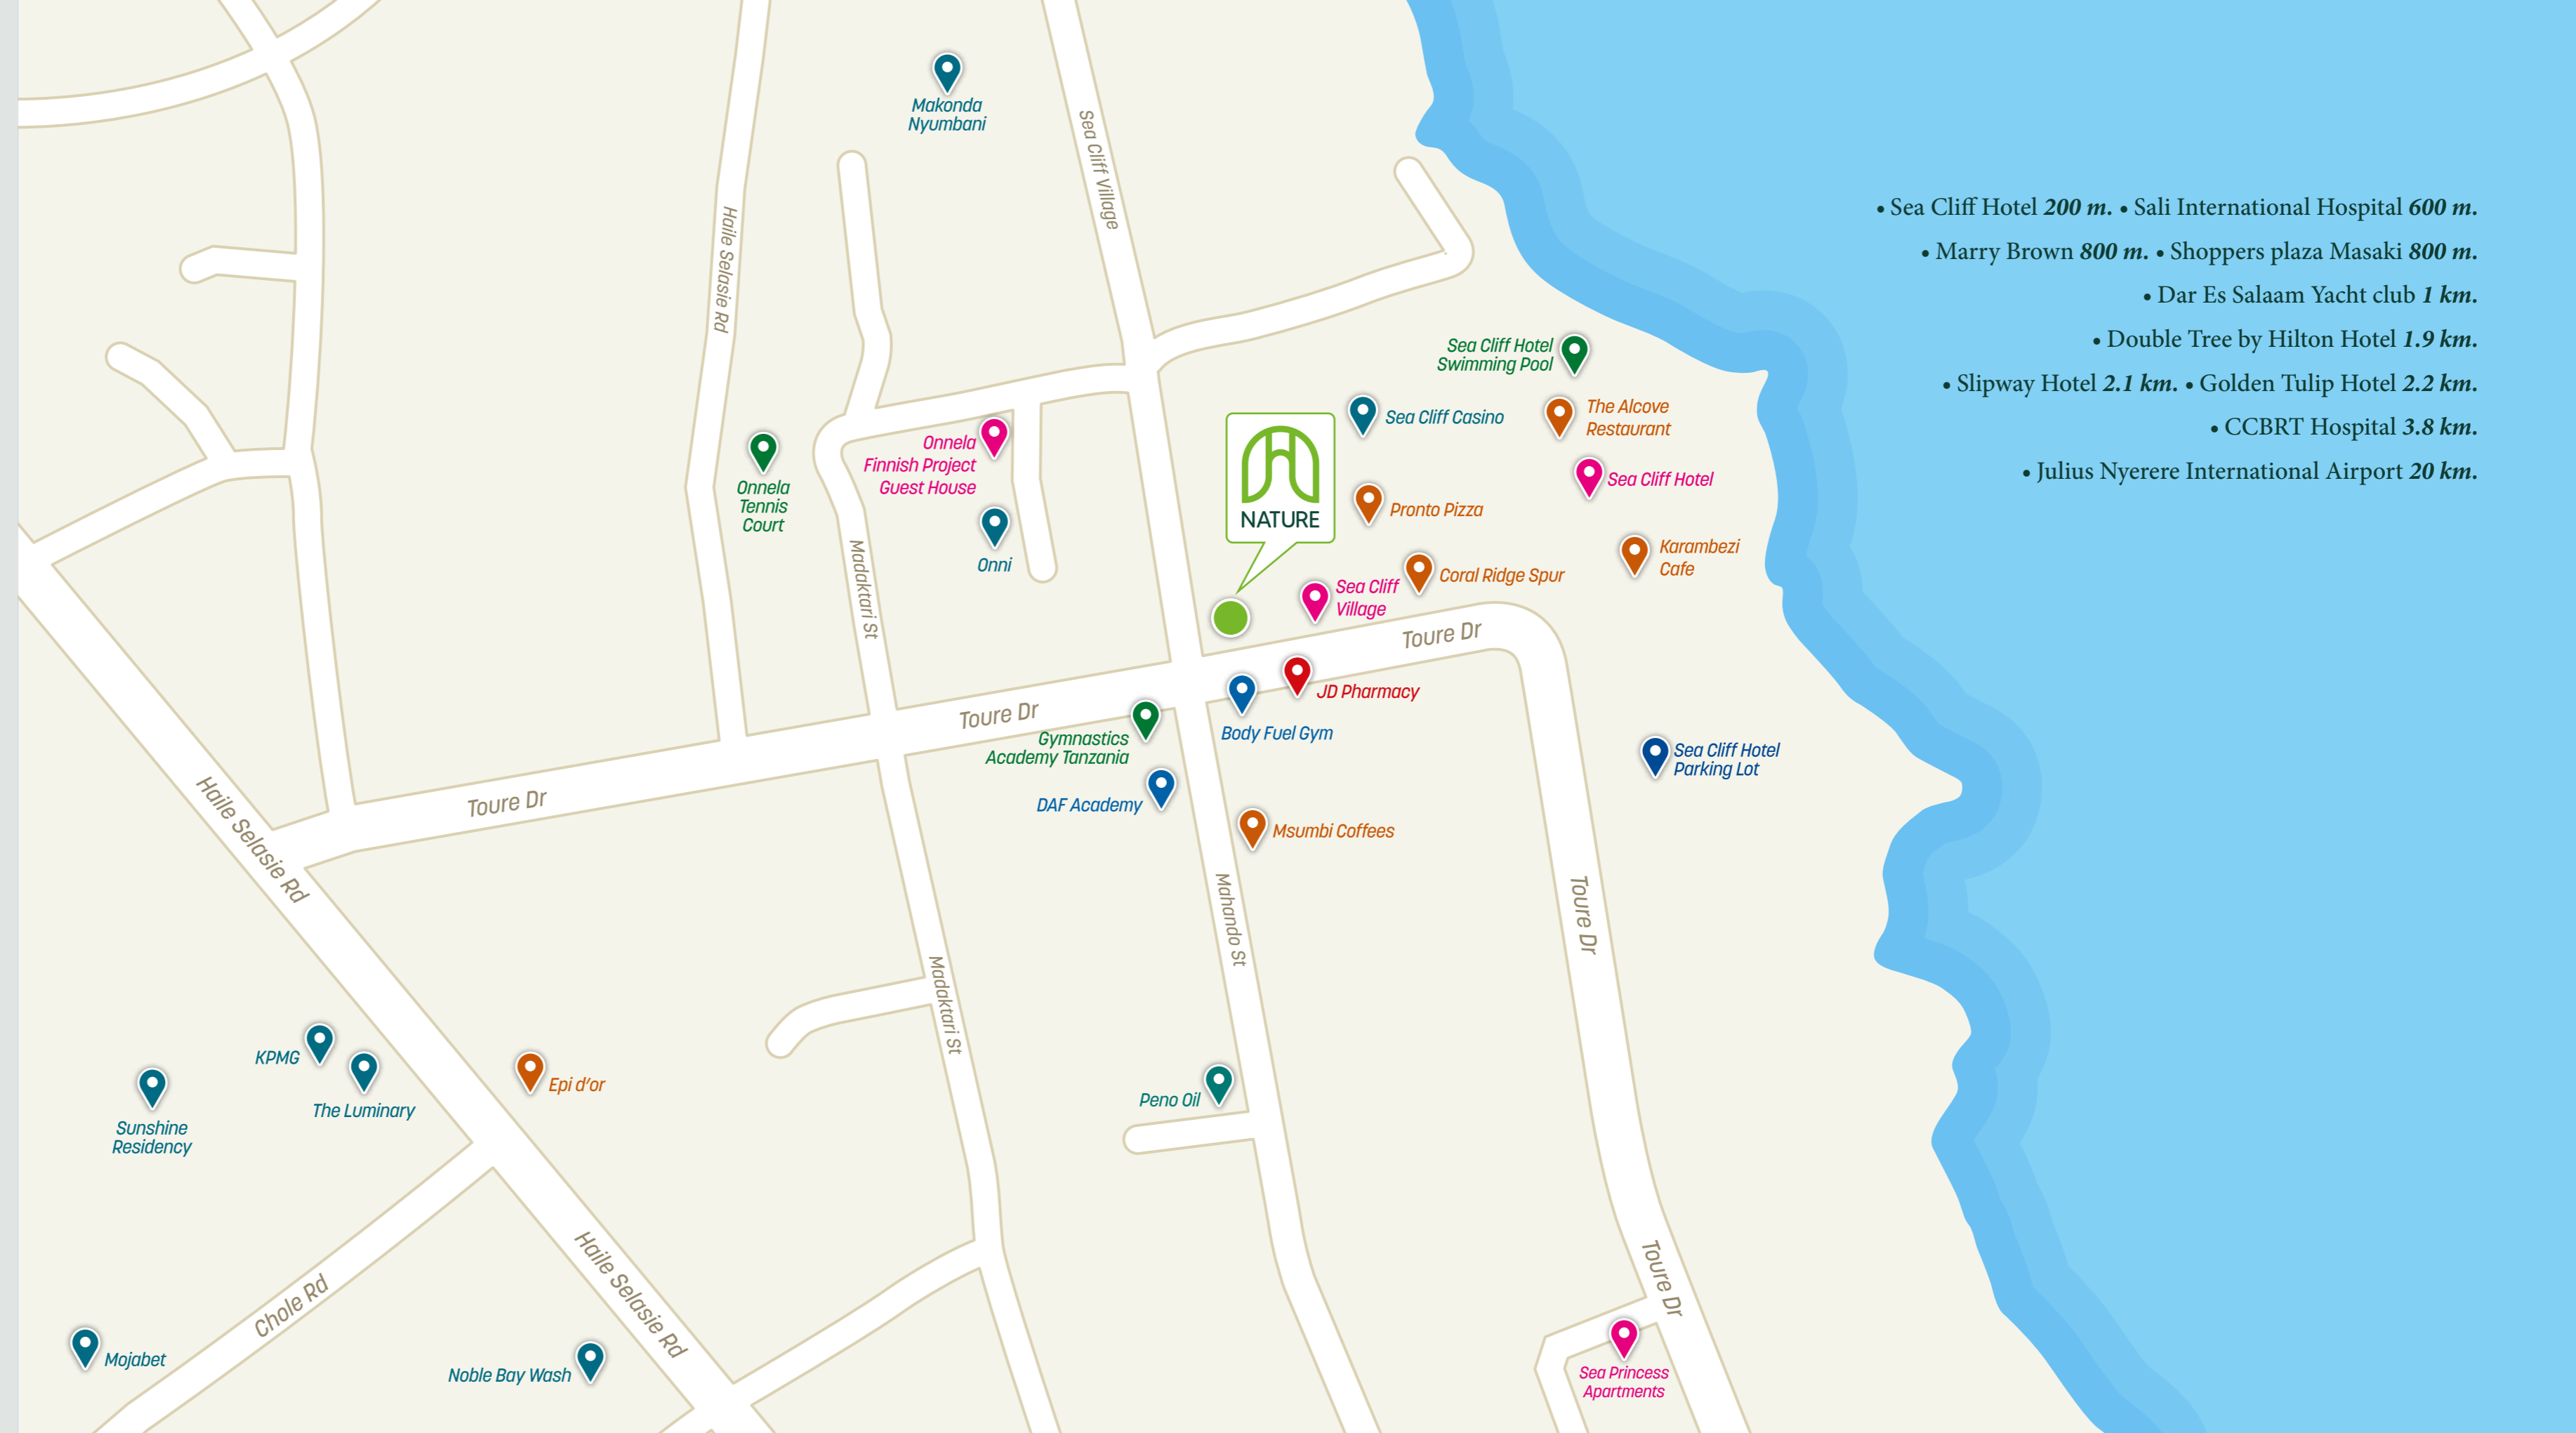 Makonda
Nyumbani
Sea Cliff Village
Haile Selasie Rd
• Sea Cliff Hotel 200 m. • Sali International Hospital 600 m.
• Marry Brown 800 m. • Shoppers plaza Masaki 800 m.
• Dar Es Salaam Yacht club 1 km.
• Double Tree by Hilton Hotel 1.9 km.
• Slipway Hotel 2.1 km. • Golden Tulip Hotel 2.2 km.
• CCBRT Hospital 3.8 km.
• Julius Nyerere International Airport 20 km.
Sea Cliff Hotel
Swimming Pool
Sea Cliff Casino
The Alcove
Restaurant
Onnela
Finnish Project
Guest House
Sea Cliff Hotel
Onnela
Tennis
Court
Pronto Pizza
NATURE
Karambezi
Cafe
Onni
Coral Ridge Spur
Madaktari St
Sea Cliff
Village
Toure Dr
JD Pharmacy
Toure Dr
Body Fuel Gym
Gymnastics
Academy Tanzania
Sea Cliff Hotel
Parking Lot
Toure Dr
DAF Academy
Msumbi Coffees
Haile Selasie Rd
Mahando St
Toure Dr
Madaktari St
KPMG
Epi d'or
Peno Oil
The Luminary
Sunshine
Residency
Toure Dr
Haile Selasie Rd
Chole Rd
Mojabet
Noble Bay Wash
Sea Princess
Apartments